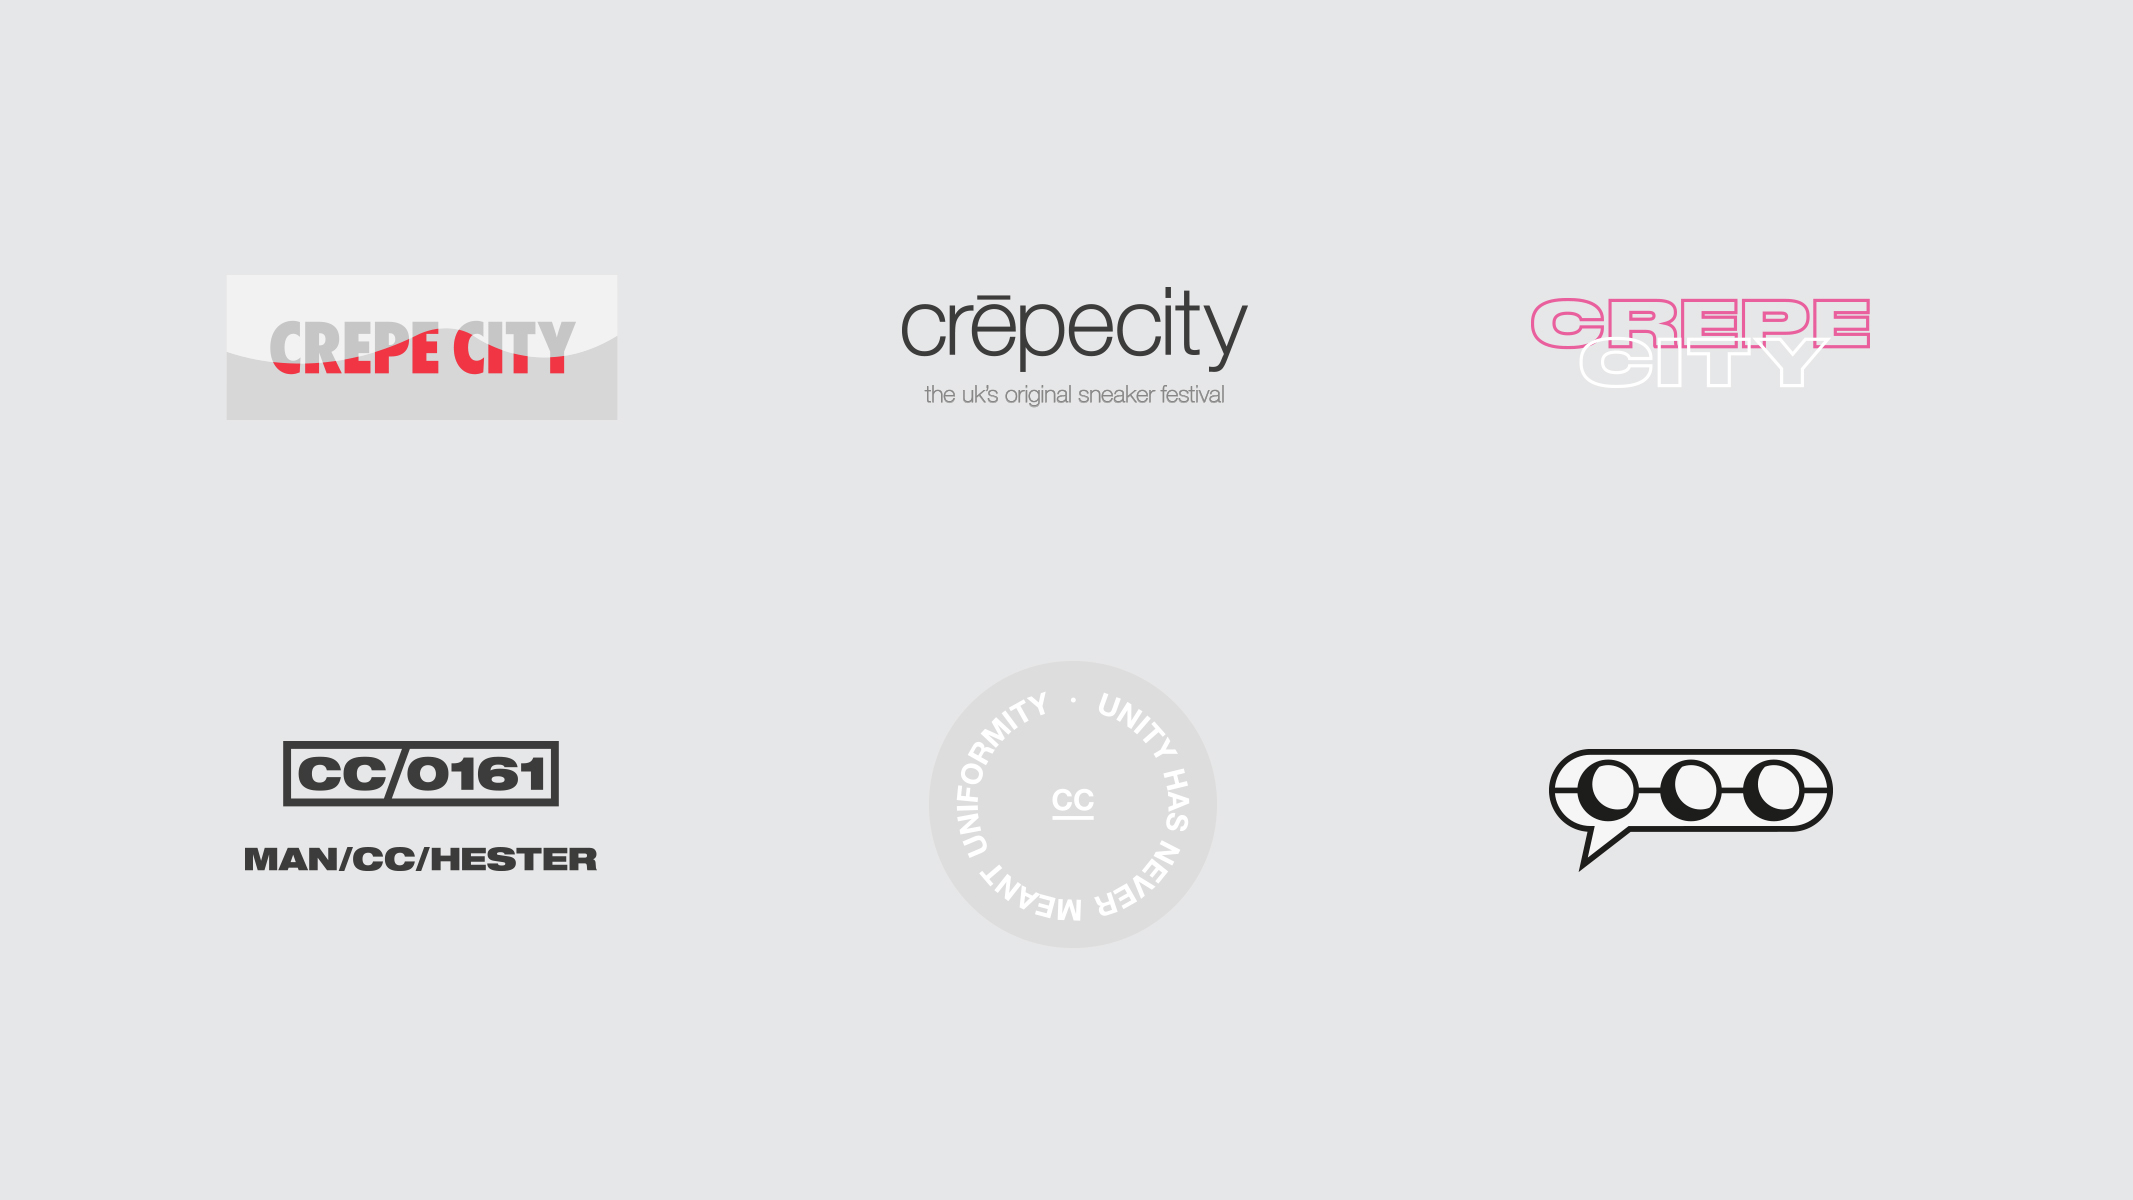 CREPE CITY
crēpecity
the uk's original sneaker festival
CREPE
CITY
CC/0161
MAN/CC/HESTER
UNITY HAS NEVER MEANT UNIFORMITY ·
CC